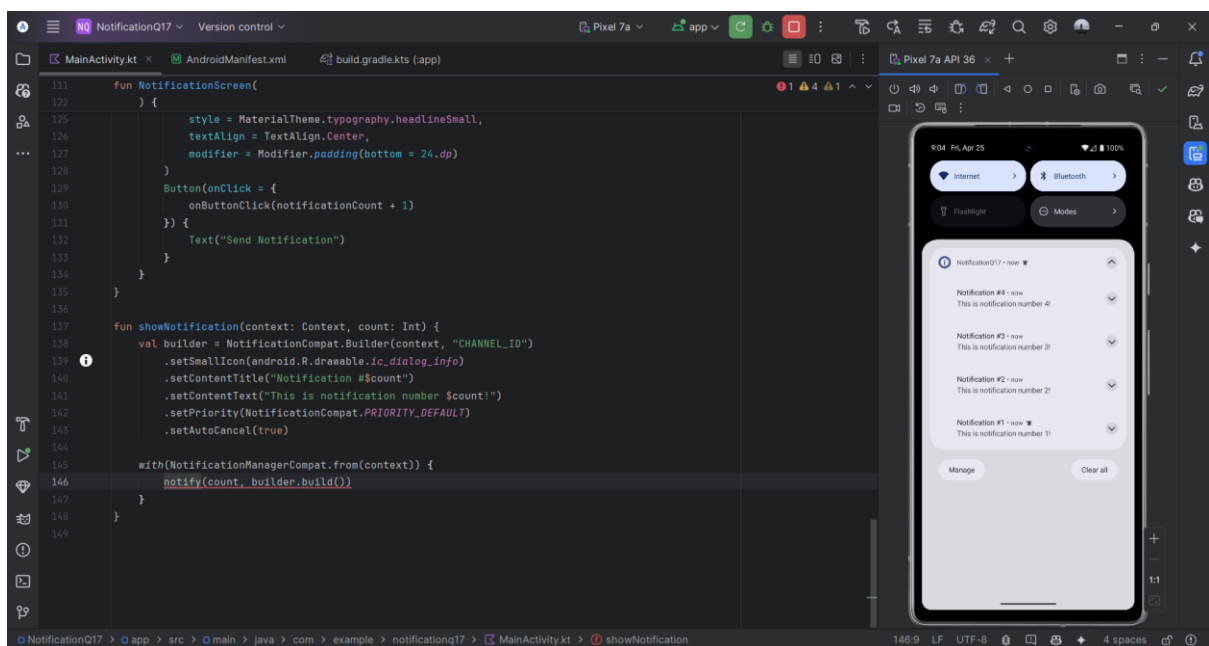 NQ NotificationQ17 Version control Pixel 7a app
MainActivity.kt AndroidManifest.xml build.gradle.kts (:app) Pixel 7a API 36
111 fun NotificationScreen(
122 ) {
1 4 1
125 style = MaterialTheme.typography.headlineSmall,
126 textAlign = TextAlign.Center,
127 modifier = Modifier.padding(bottom = 24.dp)
128 )
129 Button(onClick = {
130 onButtonClick(notificationCount + 1)
131 }) {
132 Text("Send Notification")
133 }
134 }
135 }
136
137 fun showNotification(context: Context, count: Int) {
138 val builder = NotificationCompat.Builder(context, "CHANNEL_ID")
139 .setSmallIcon(android.R.drawable.ic_dialog_info)
140 .setContentTitle("Notification #$count")
141 .setContentText("This is notification number $count!")
142 .setPriority(NotificationCompat.PRIORITY_DEFAULT)
143 .setAutoCancel(true)
144
145 with(NotificationManagerCompat.from(context)) {
146 notify(count, builder.build())
147 }
148 }
149
9:04 Fri, Apr 25 100%
Internet Bluetooth
Flashlight Modes
NotificationQ17 • now
Notification #4 • now
This is notification number 4!
Notification #3 • now
This is notification number 3!
Notification #2 • now
This is notification number 2!
Notification #1 • now
This is notification number 1!
Manage Clear all
1:1
NotificationQ17 > app > src > main > java > com > example > notificationq17 > MainActivity.kt > showNotification 146:9 LF UTF-8 4 spaces